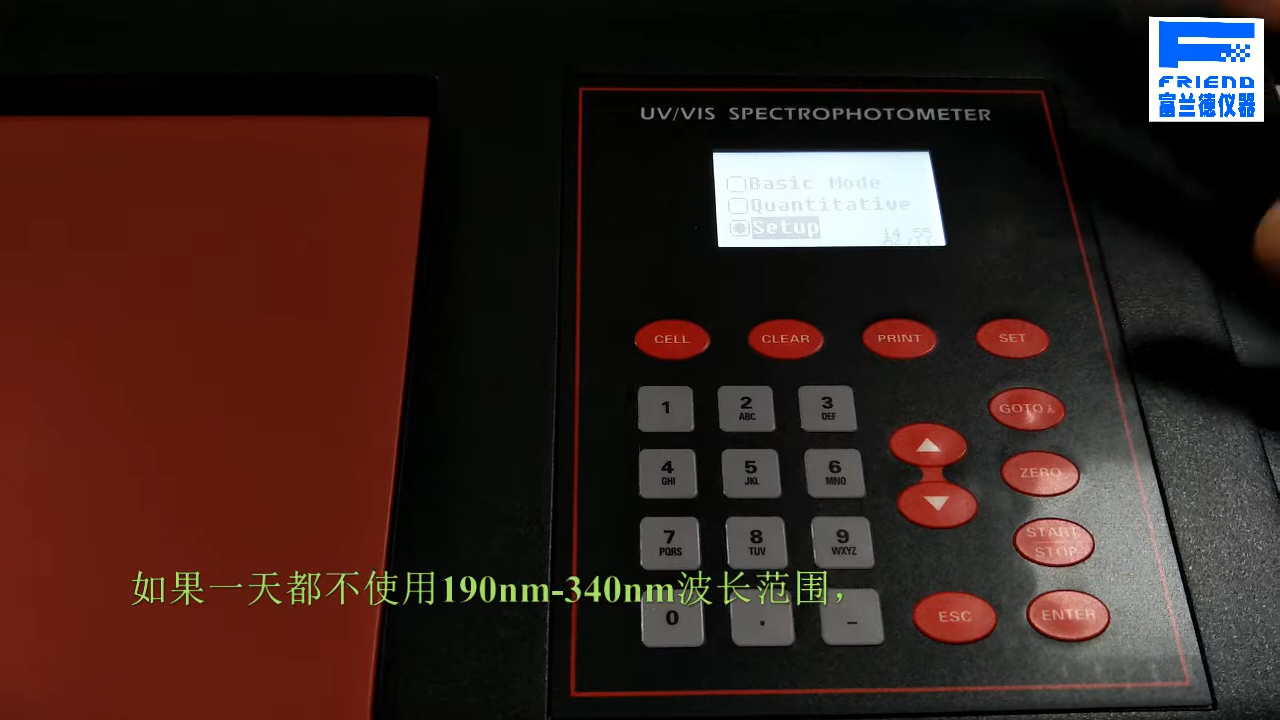 FRIEND
富兰德仪器
UV/VIS SPECTROPHOTOMETER
Basic Mode
Quantitative
Setup
14 55
CELL
CLEAR
PRINT
SET
1
2
ABC
3
DEF
GOTO λ
4
GHI
5
JKL
6
MNO
ZERO
7
PQRS
8
TUV
9
WXYZ
START
STOP
如果一天都不使用190nm-340nm波长范围，
0
.
–
ESC
ENTER